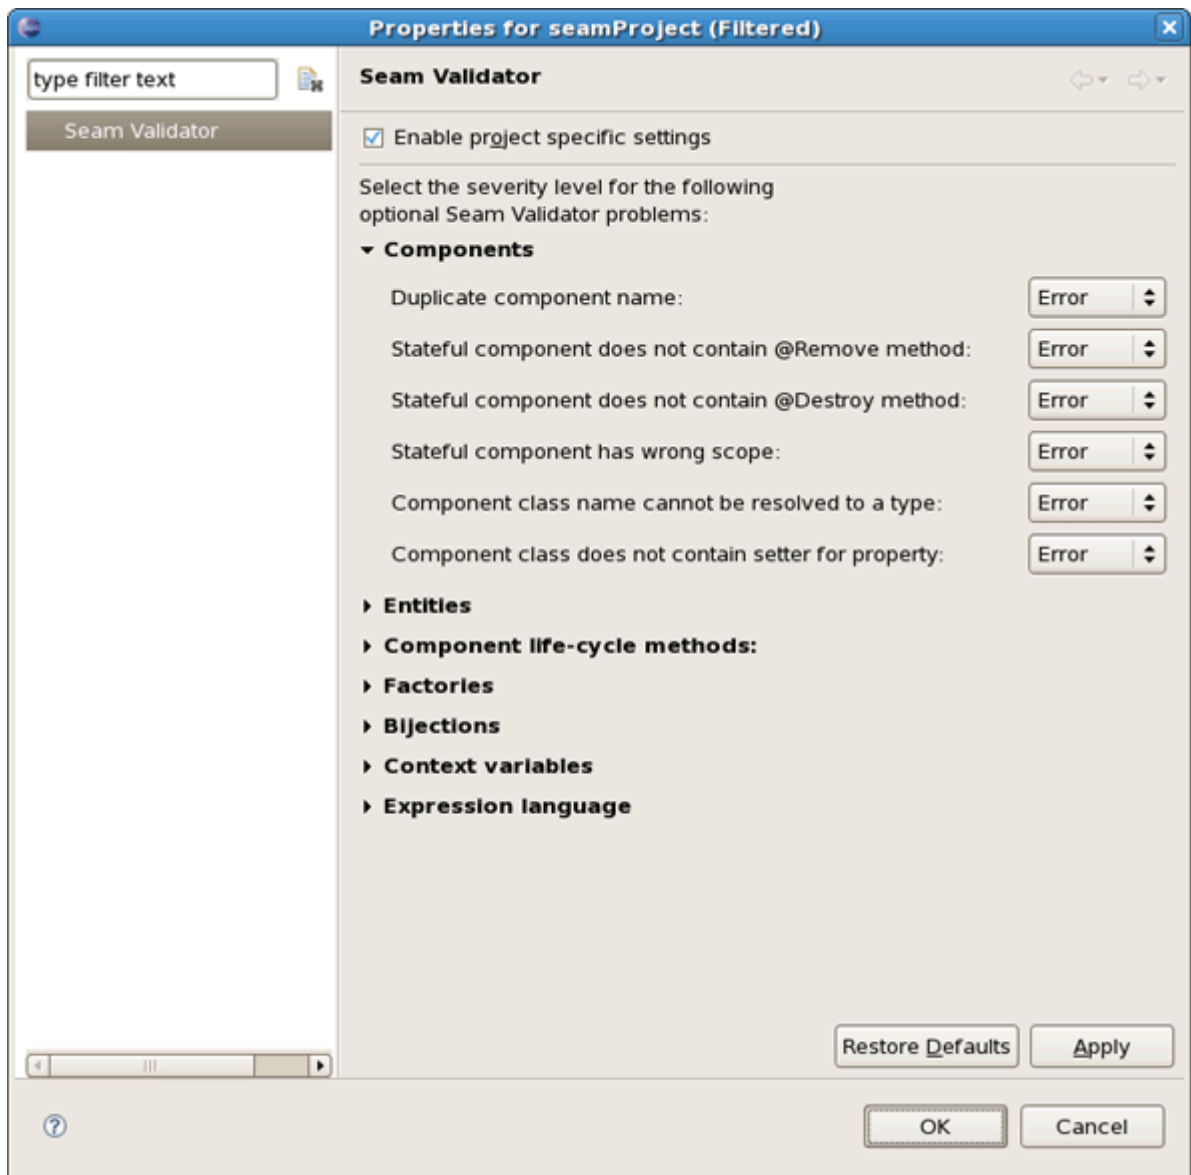 Properties for seamProject (Filtered)
type filter text
Seam Validator
Seam Validator
Enable project specific settings
Select the severity level for the following
optional Seam Validator problems:
Components
Duplicate component name: Error
Stateful component does not contain @Remove method: Error
Stateful component does not contain @Destroy method: Error
Stateful component has wrong scope: Error
Component class name cannot be resolved to a type: Error
Component class does not contain setter for property: Error
Entities
Component life-cycle methods:
Factories
Bijections
Context variables
Expression language
Restore Defaults Apply
? OK Cancel